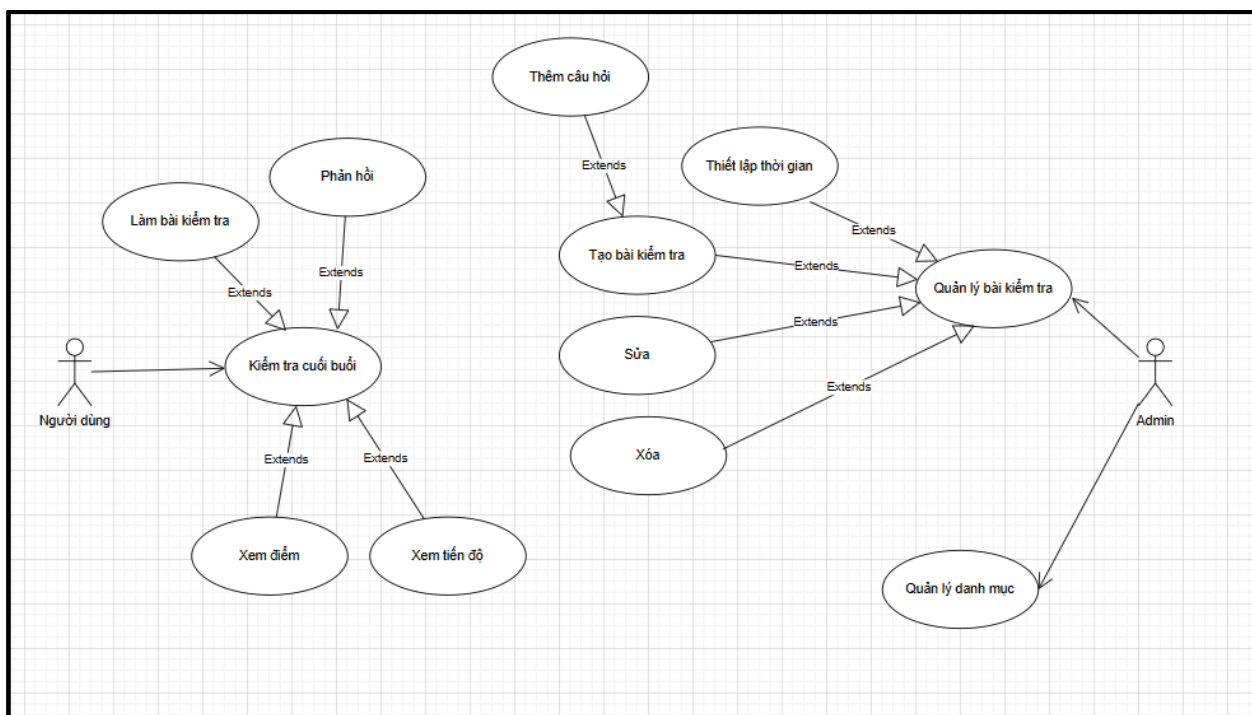 Thêm câu hỏi
Extends
Thiết lập thời gian
Extends
Phản hồi
Làm bài kiểm tra
Extends
Extends
Tạo bài kiểm tra
Extends
Quản lý bài kiểm tra
Kiểm tra cuối buổi
Người dùng
Sửa
Extends
Extends
Admin
Xóa
Extends
Extends
Xem điểm
Xem tiến độ
Quản lý danh mục